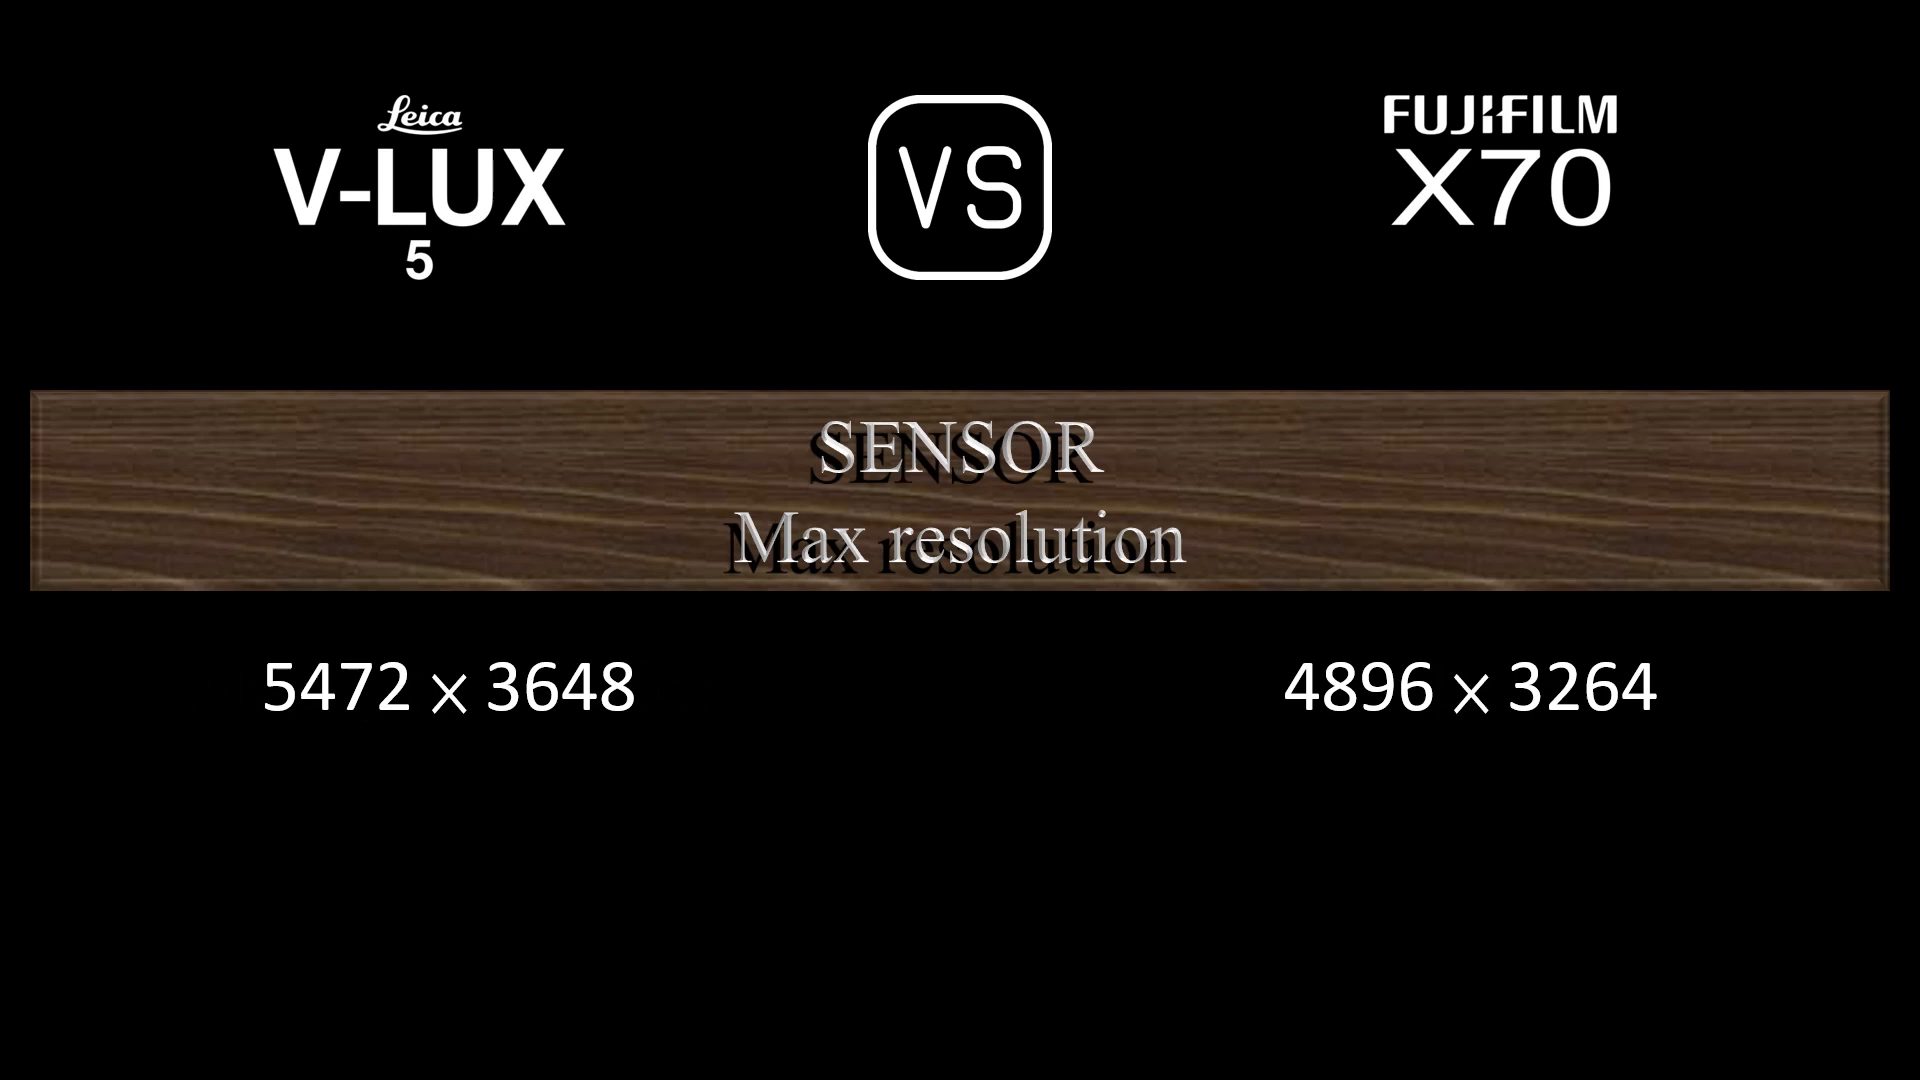 Leica
V-LUX
5
VS
FUJIFILM
X70
SENSOR
Max resolution
5472 x 3648
4896 x 3264